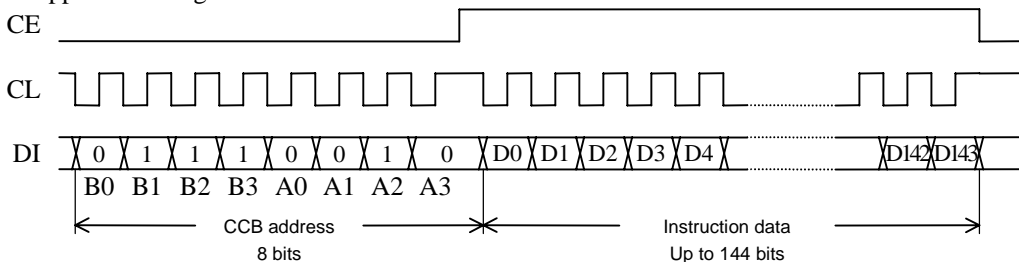 CE
CL
DI 0 1 1 1 0 0 1 0 D0 D1 D2 D3 D4 D142 D143
B0 B1 B2 B3 A0 A1 A2 A3
CCB address Instruction data
8 bits Up to 144 bits